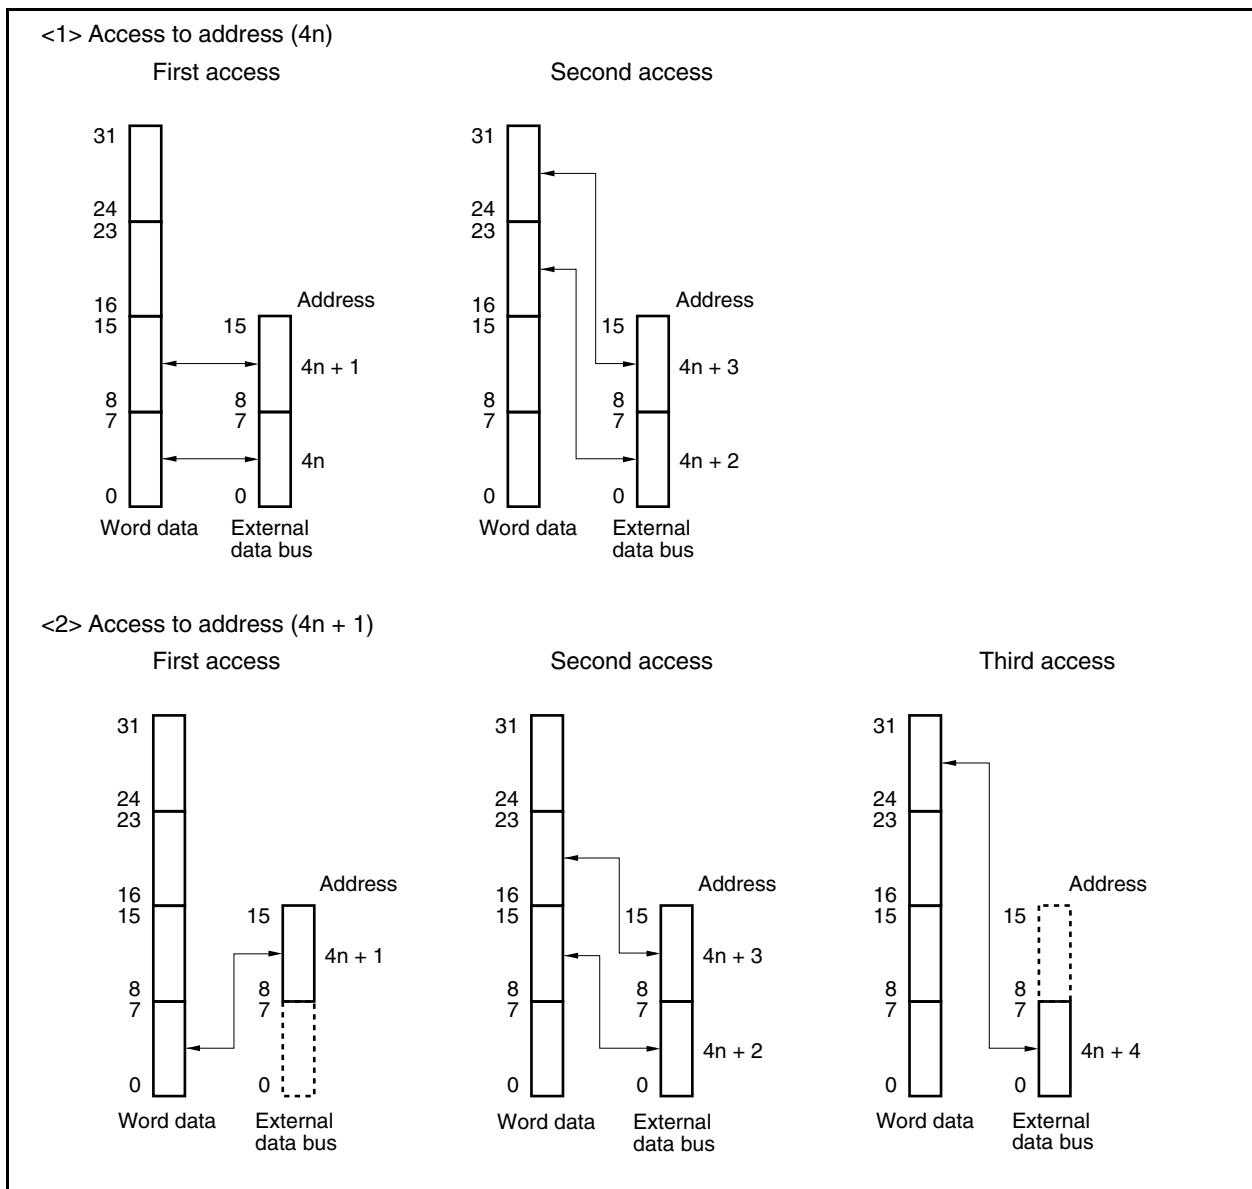 <1> Access to address (4n)
First access
Second access
31
24
23
16
15
8
7
0
Address
15
4n + 1
8
7
4n
0
Word data
External
data bus
31
24
23
16
15
8
7
0
Address
15
4n + 3
8
7
4n + 2
0
Word data
External
data bus
<2> Access to address (4n + 1)
First access
Second access
Third access
31
24
23
16
15
8
7
0
Address
15
4n + 1
8
7
0
Word data
External
data bus
31
24
23
16
15
8
7
0
Address
15
4n + 3
8
7
4n + 2
0
Word data
External
data bus
31
24
23
16
15
8
7
0
Address
15
8
7
4n + 4
0
Word data
External
data bus